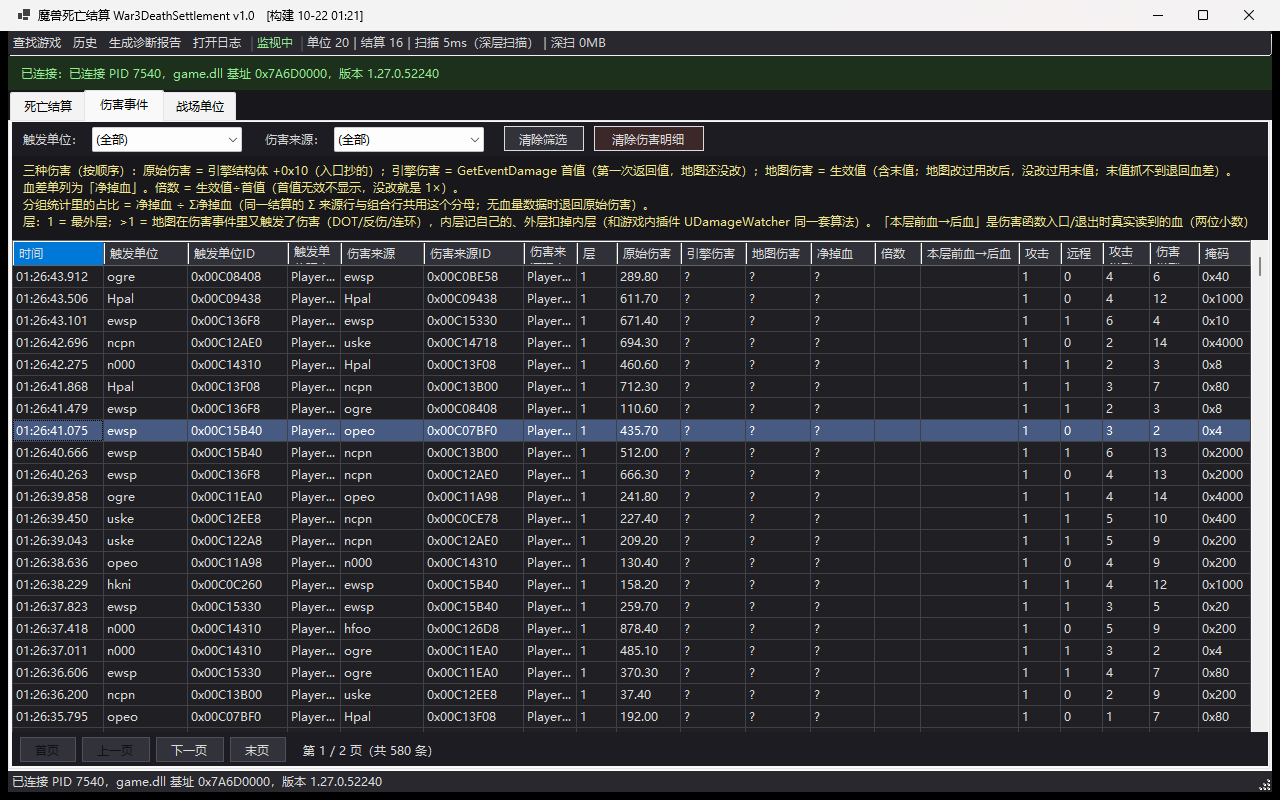 魔兽死亡结算 War3DeathSettlement v1.0 [构建 10-22 01:21]
查找游戏 历史 生成诊断报告 打开日志 | 监视中 | 单位 20 | 结算 16 | 扫描 5ms（深层扫描） | 深扫 0MB
已连接：已连接 PID 7540，game.dll 基址 0x7A6D0000，版本 1.27.0.52240
死亡结算 伤害事件 战场单位
触发单位： (全部) 伤害来源： (全部) 清除筛选 清除伤害明细
三种伤害（按顺序）：原始伤害 = 引擎结构体 +0x10（入口抄的）；引擎伤害 = GetEventDamage 首值（第一次返回值，地图还没改）；地图伤害 = 生效值（含末值；地图改过用改后，没改过用末值；末值抓不到退回血差）。
血差单列为「净掉血」。倍数 = 生效值÷首值（首值无效不显示，没改就是 1×）。
分组统计里的占比 = 净掉血 ÷ Σ净掉血（同一结算的 Σ 来源行与组合行共用这个分母；无血量数据时退回原始伤害）。
层：1 = 最外层；>1 = 地图在伤害事件里又触发了伤害（DOT/反伤/连环），内层记自己的、外层扣掉内层（和游戏内插件 UDamageWatcher 同一套算法）。「本层前血→后血」是伤害函数入口/退出时真实读到的血（两位小数）
时间 触发单位 触发单位ID 触发单 伤害来源 伤害来源ID 伤害来 层 原始伤害 引擎伤害 地图伤害 净掉血 倍数 本层前血→后血 攻击 远程 攻击 伤害 掩码
01:26:43.912 ogre 0x00C08408 Player... ewsp 0x00C0BE58 Player... 1 289.80 ? ? ? 1 0 4 6 0x40
01:26:43.506 Hpal 0x00C09438 Player... Hpal 0x00C09438 Player... 1 611.70 ? ? ? 1 0 4 12 0x1000
01:26:43.101 ewsp 0x00C136F8 Player... ewsp 0x00C15330 Player... 1 671.40 ? ? ? 1 1 6 4 0x10
01:26:42.696 ncpn 0x00C12AE0 Player... uske 0x00C14718 Player... 1 694.30 ? ? ? 1 0 2 14 0x4000
01:26:42.275 n000 0x00C14310 Player... Hpal 0x00C13F08 Player... 1 460.60 ? ? ? 1 1 2 3 0x8
01:26:41.868 Hpal 0x00C13F08 Player... ncpn 0x00C13B00 Player... 1 712.30 ? ? ? 1 1 3 7 0x80
01:26:41.479 ewsp 0x00C136F8 Player... ogre 0x00C08408 Player... 1 110.60 ? ? ? 1 1 2 3 0x8
01:26:41.075 ewsp 0x00C15B40 Player... opeo 0x00C07BF0 Player... 1 435.70 ? ? ? 1 0 3 2 0x4
01:26:40.666 ewsp 0x00C15B40 Player... ncpn 0x00C13B00 Player... 1 512.00 ? ? ? 1 1 6 13 0x2000
01:26:40.263 ewsp 0x00C136F8 Player... ncpn 0x00C12AE0 Player... 1 666.30 ? ? ? 1 0 4 13 0x2000
01:26:39.858 ogre 0x00C11EA0 Player... opeo 0x00C11A98 Player... 1 241.80 ? ? ? 1 1 4 14 0x4000
01:26:39.450 uske 0x00C12EE8 Player... ncpn 0x00C0CE78 Player... 1 227.40 ? ? ? 1 1 5 10 0x400
01:26:39.043 uske 0x00C122A8 Player... ncpn 0x00C12AE0 Player... 1 209.20 ? ? ? 1 1 5 9 0x200
01:26:38.636 opeo 0x00C11A98 Player... n000 0x00C14310 Player... 1 130.40 ? ? ? 1 0 4 9 0x200
01:26:38.229 hkni 0x00C0C260 Player... ewsp 0x00C15B40 Player... 1 158.20 ? ? ? 1 1 4 12 0x1000
01:26:37.823 ewsp 0x00C15330 Player... ewsp 0x00C15B40 Player... 1 259.70 ? ? ? 1 1 3 5 0x20
01:26:37.418 n000 0x00C14310 Player... hfoo 0x00C126D8 Player... 1 878.40 ? ? ? 1 0 5 9 0x200
01:26:37.011 n000 0x00C14310 Player... ogre 0x00C11EA0 Player... 1 485.10 ? ? ? 1 1 3 2 0x4
01:26:36.606 ewsp 0x00C15330 Player... ogre 0x00C11EA0 Player... 1 370.30 ? ? ? 1 1 4 7 0x80
01:26:36.200 ncpn 0x00C13B00 Player... uske 0x00C12EE8 Player... 1 37.40 ? ? ? 1 0 2 9 0x200
01:26:35.795 opeo 0x00C07BF0 Player... Hpal 0x00C13F08 Player... 1 192.00 ? ? ? 1 0 1 7 0x80
首页 上一页 下一页 末页 第 1 / 2 页（共 580 条）
已连接 PID 7540，game.dll 基址 0x7A6D0000，版本 1.27.0.52240